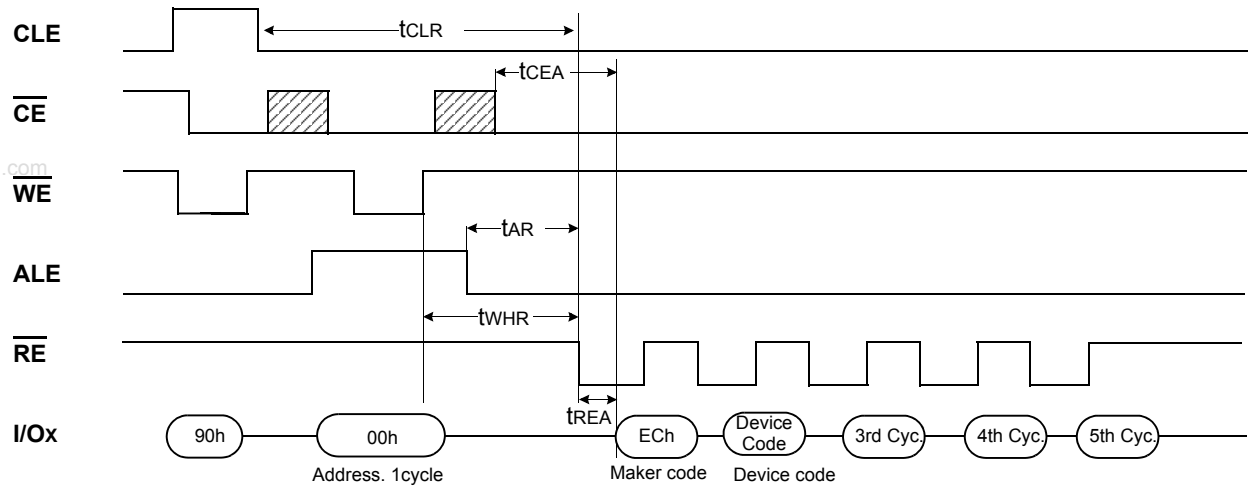 CLE
tCLR
tCEA
CE
.com
WE
tAR
ALE
tWHR
RE
tREA
I/Ox
90h
00h
ECh
Device
Code
3rd Cyc.
4th Cyc.
5th Cyc.
Address. 1cycle
Maker code
Device code